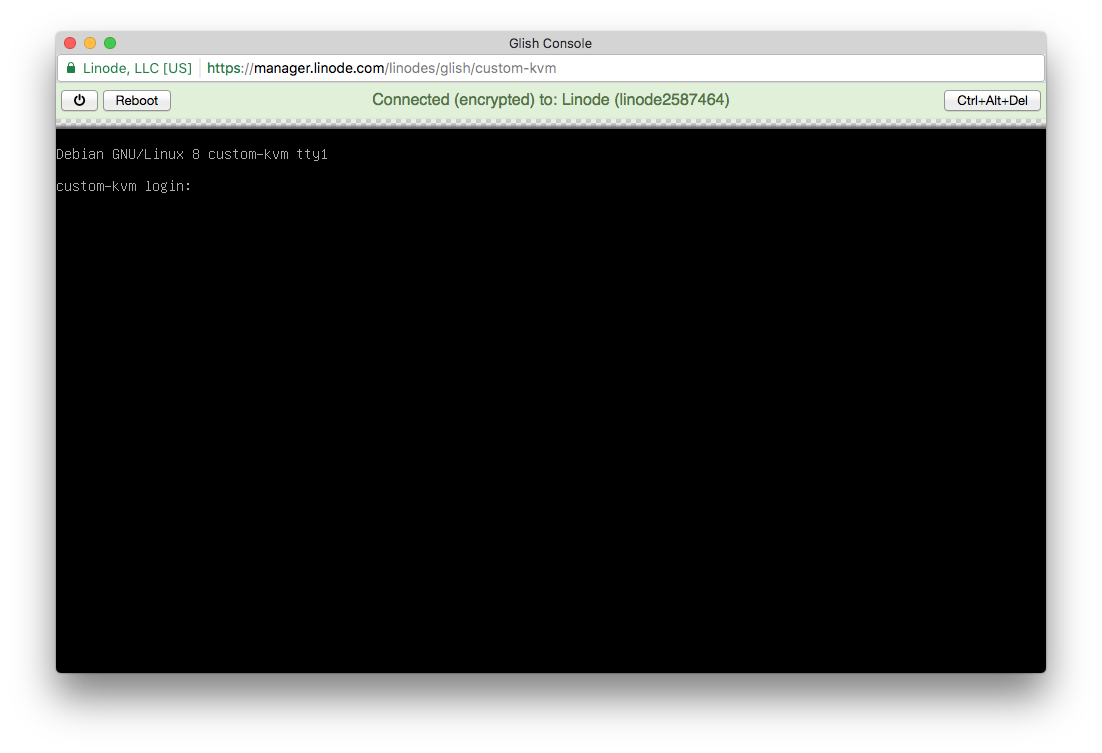 Glish Console
Linode, LLC [US] https://manager.linode.com/linodes/glish/custom-kvm
Reboot Connected (encrypted) to: Linode (linode2587464) Ctrl+Alt+Del
Debian GNU/Linux 8 custom-kvm tty1
custom-kvm login: